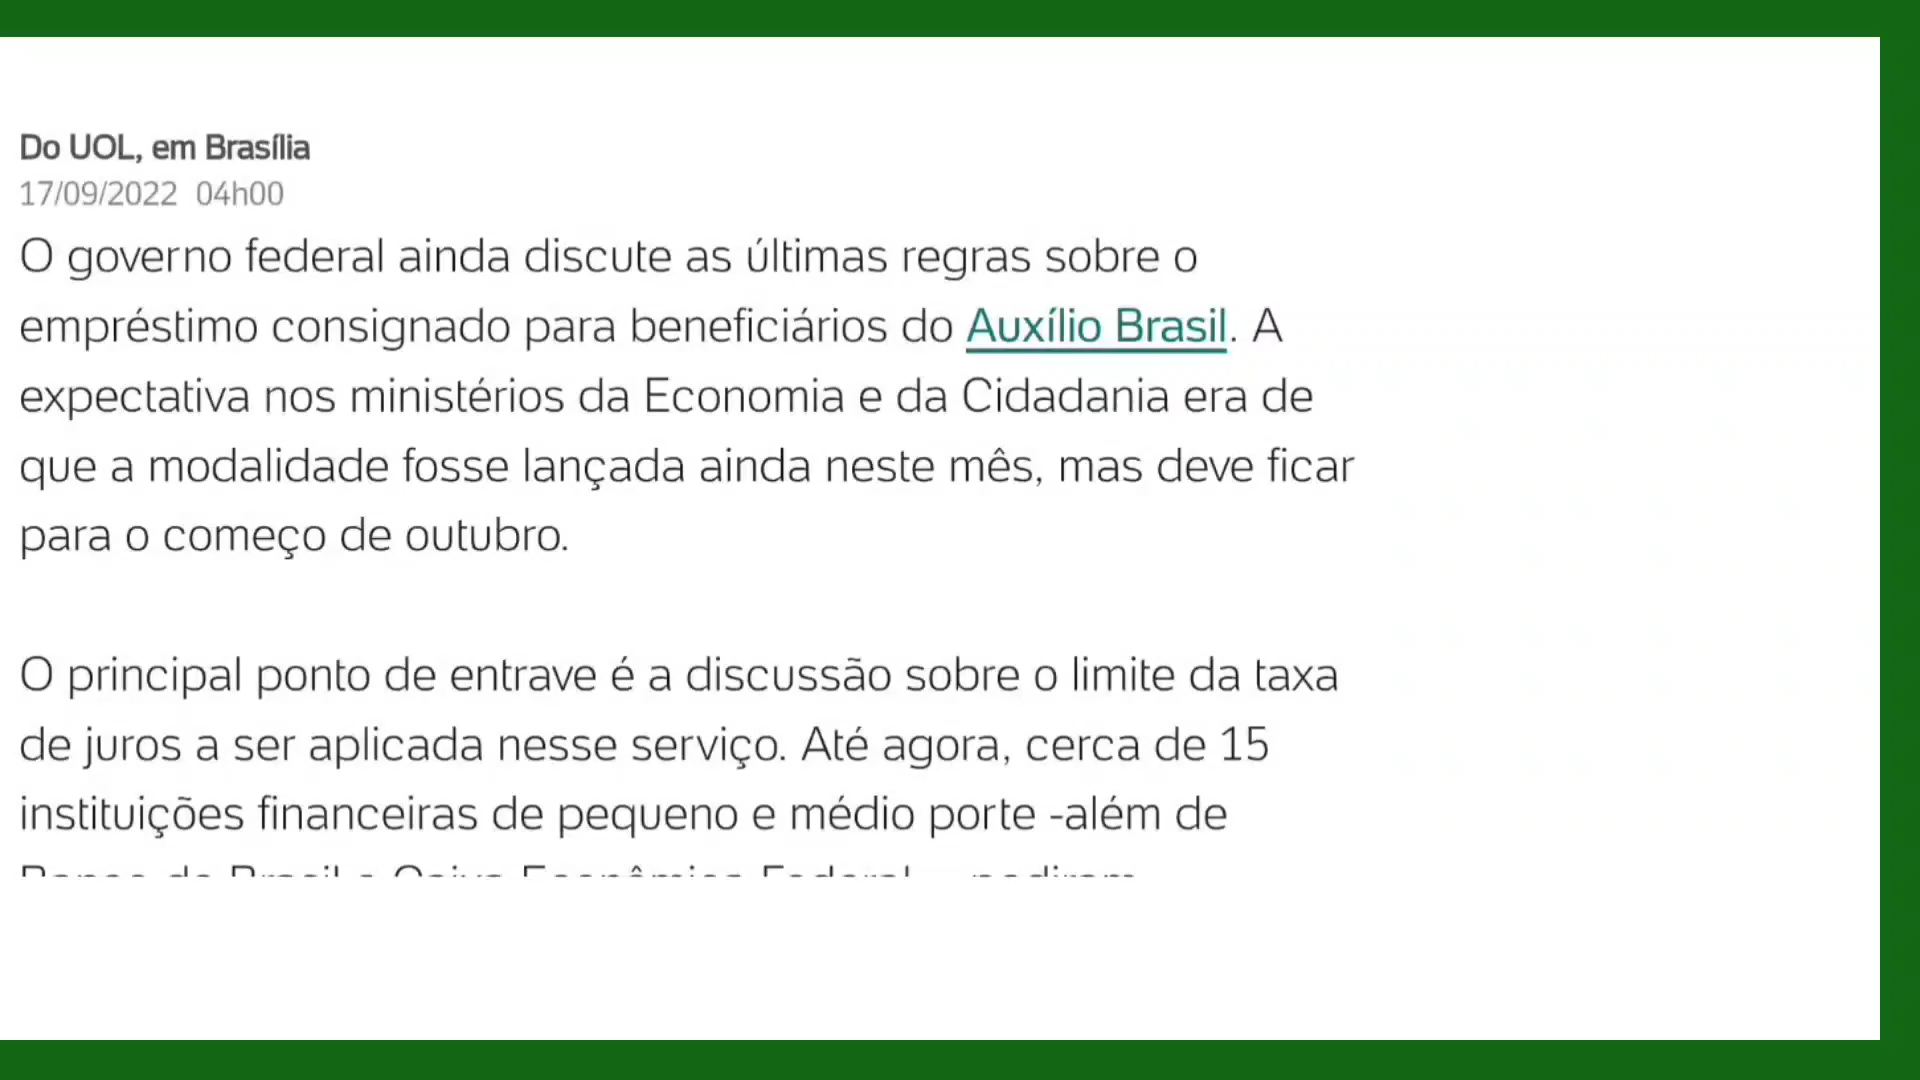 Do UOL, em Brasília
17/09/2022 04h00
O governo federal ainda discute as últimas regras sobre o
empréstimo consignado para beneficiários do Auxílio Brasil. A
expectativa nos ministérios da Economia e da Cidadania era de
que a modalidade fosse lançada ainda neste mês, mas deve ficar
para o começo de outubro.
O principal ponto de entrave é a discussão sobre o limite da taxa
de juros a ser aplicada nesse serviço. Até agora, cerca de 15
instituições financeiras de pequeno e médio porte -além de